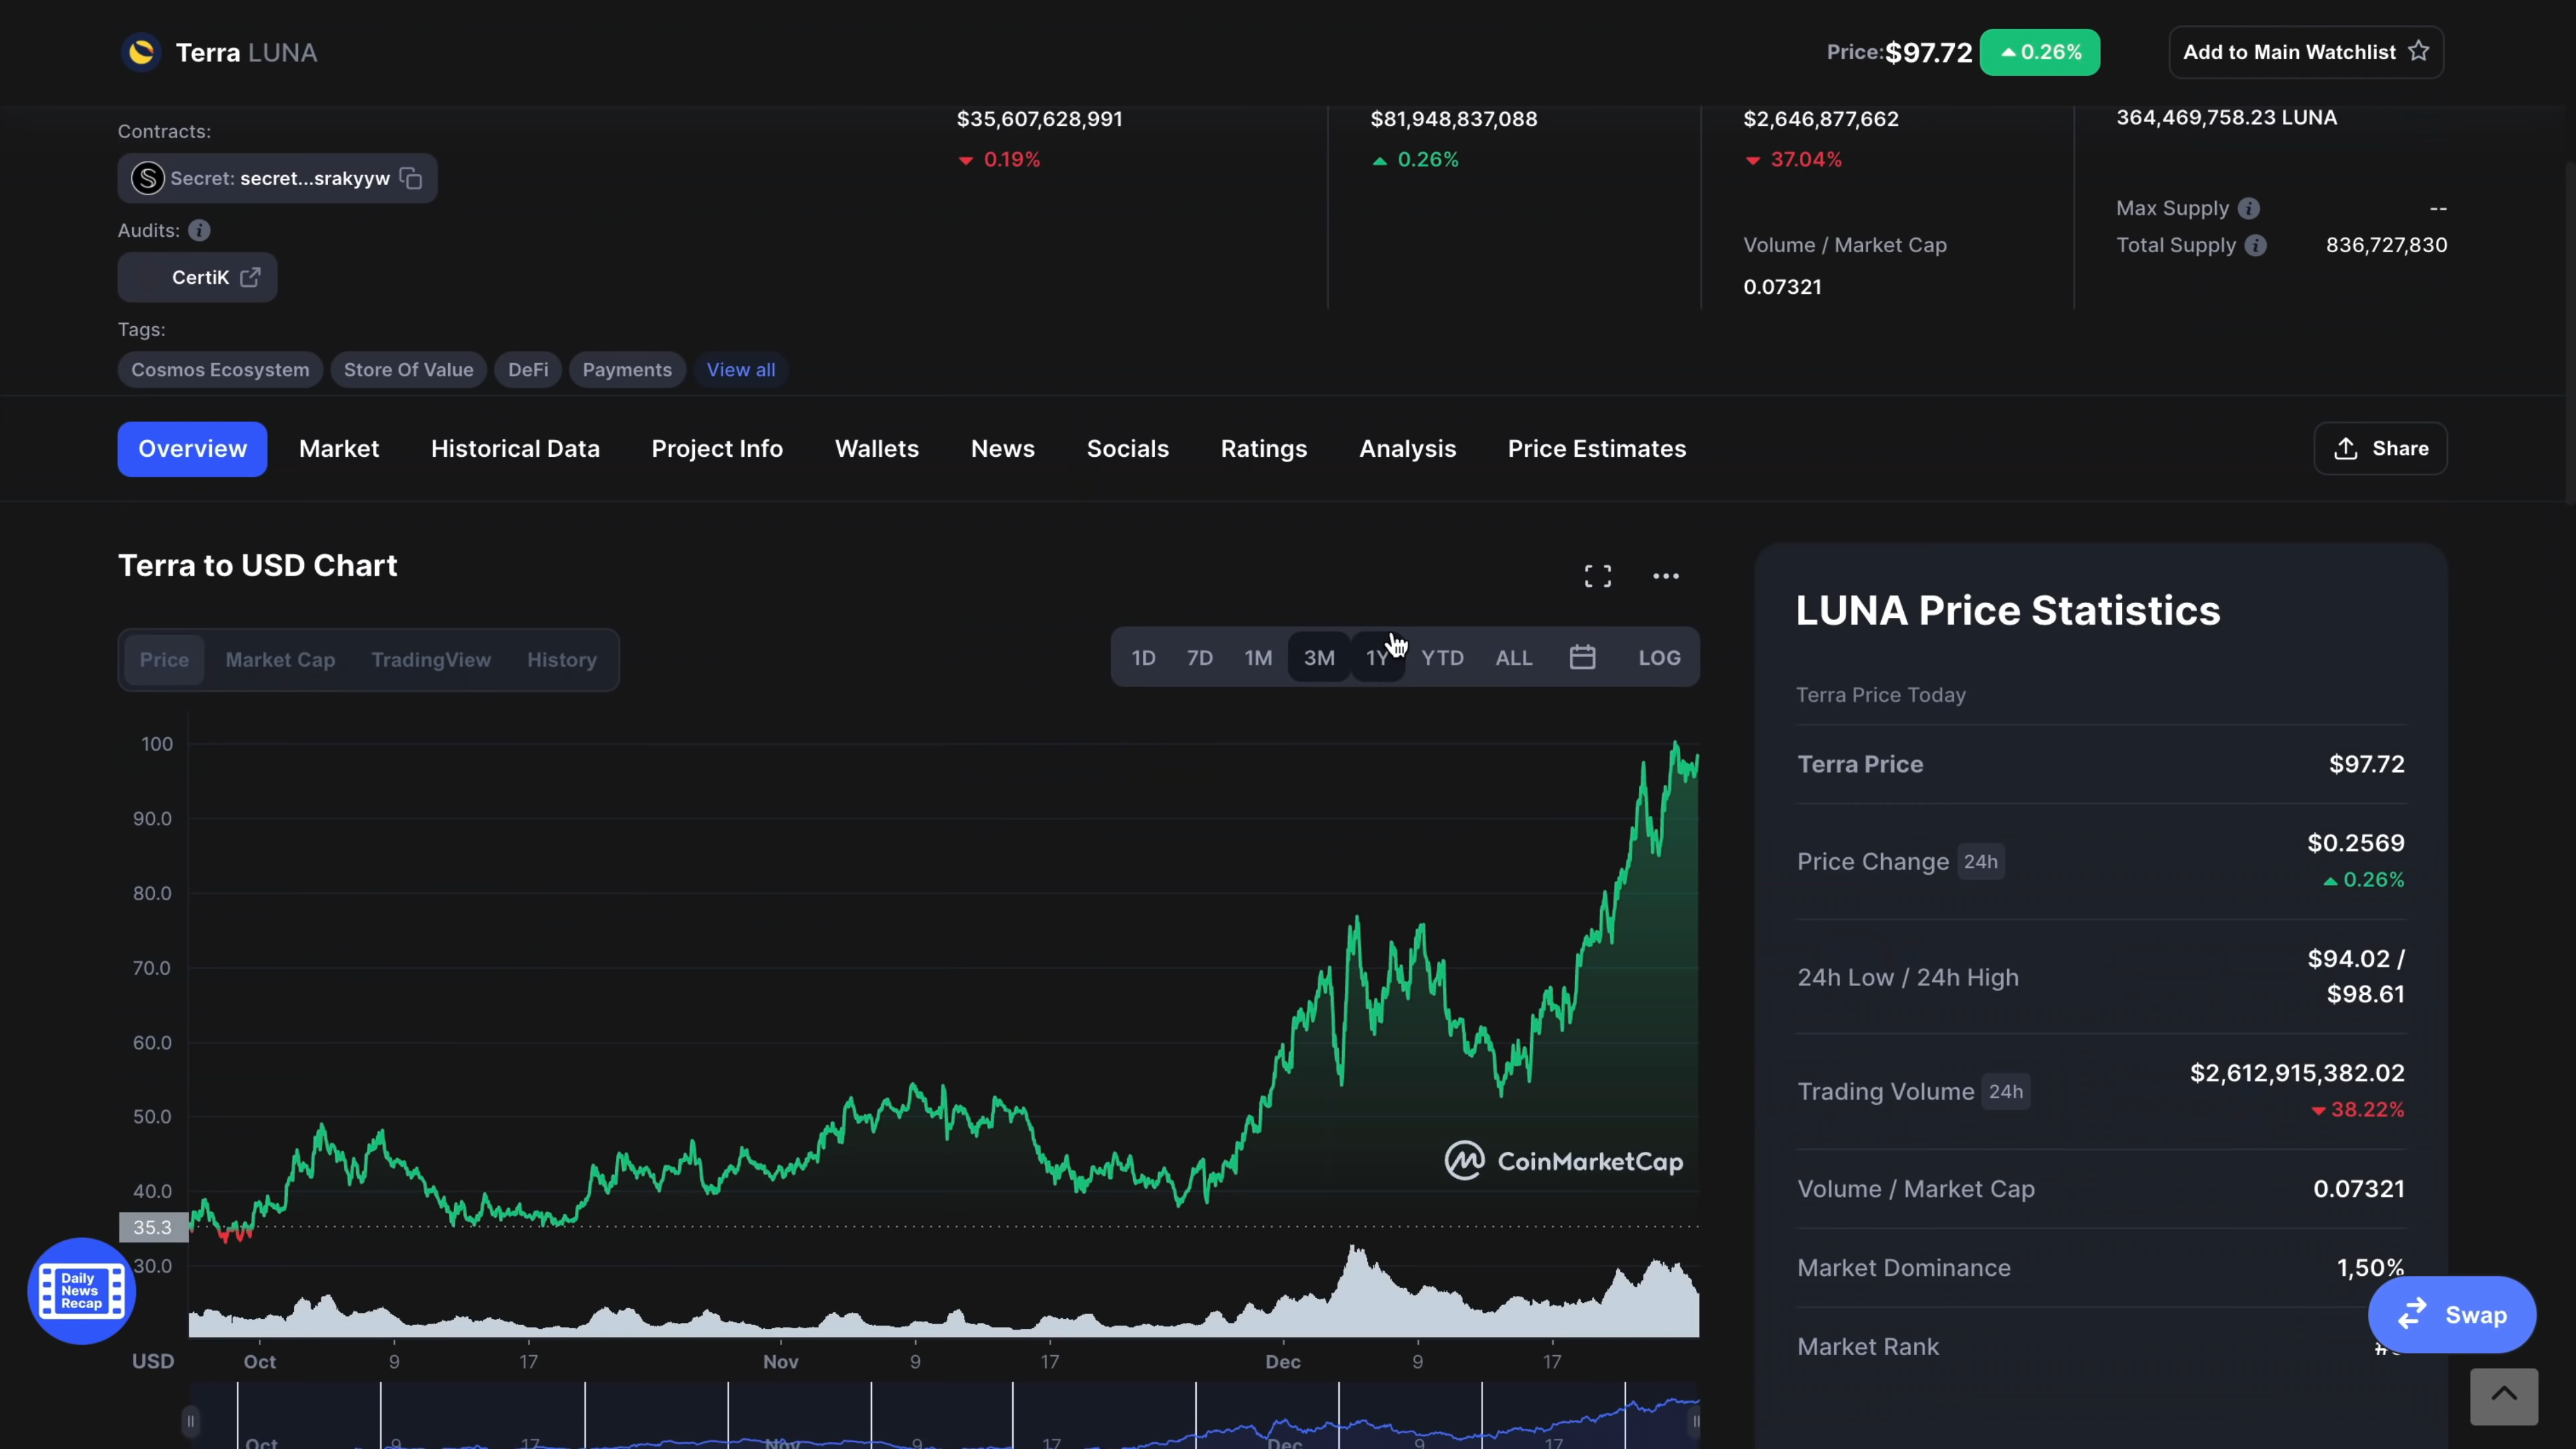 Terra LUNA
Price: $97.72 0.26%
Add to Main Watchlist
Contracts:
Secret: secret...srakyyw
Audits:
CertiK
Tags:
Cosmos Ecosystem Store Of Value DeFi Payments View all
$35,607,628,991
0.19%
$81,948,837,088
0.26%
$2,646,877,662
37.04%
Volume / Market Cap
0.07321
364,469,758.23 LUNA
Max Supply --
Total Supply 836,727,830
Overview Market Historical Data Project Info Wallets News Socials Ratings Analysis Price Estimates
Share
Terra to USD Chart
Price Market Cap TradingView History
1D 7D 1M 3M 1Y YTD ALL LOG
100
90.0
80.0
70.0
60.0
50.0
40.0
35.3
30.0
CoinMarketCap
USD Oct 9 17 Nov 9 17 Dec 9 17
Oct 9 17 Nov 9 17 Dec 9 17
Daily
News
Recap
LUNA Price Statistics
Terra Price Today
Terra Price $97.72
Price Change 24h $0.2569
0.26%
24h Low / 24h High $94.02 /
$98.61
Trading Volume 24h $2,612,915,382.02
38.22%
Volume / Market Cap 0.07321
Market Dominance 1,50%
Market Rank
Swap